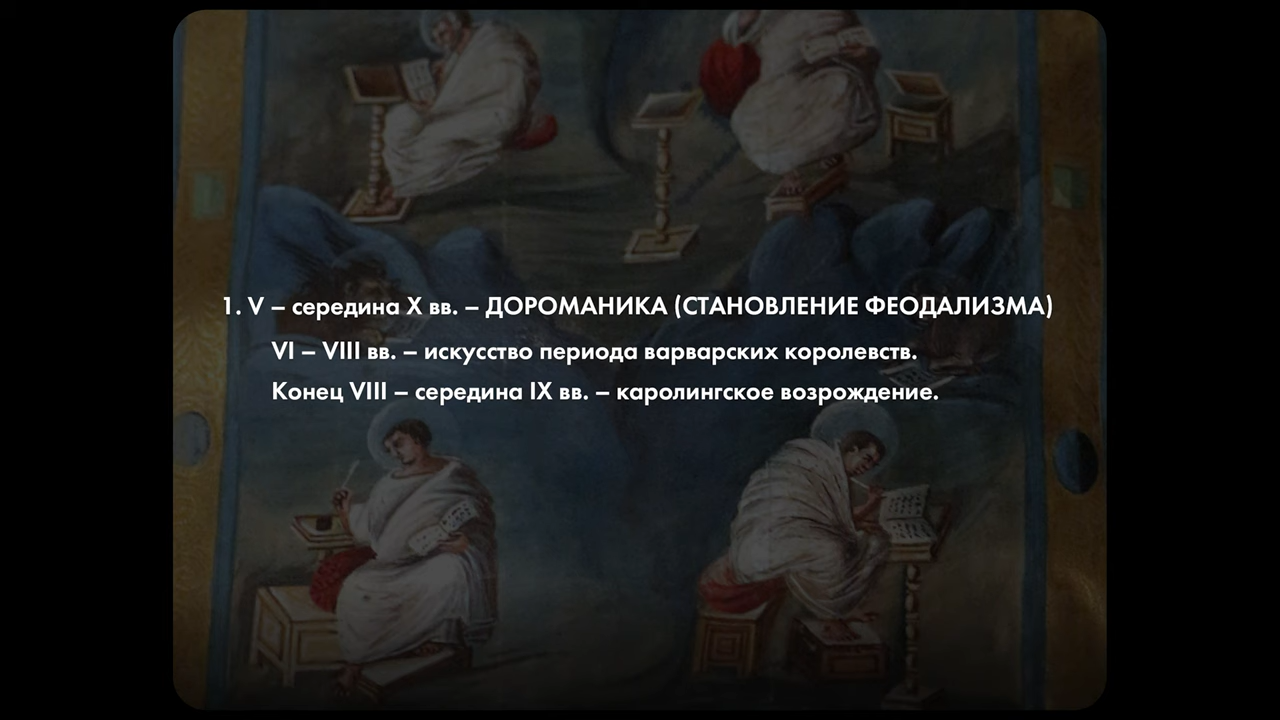 1. V – середина X вв. – ДОРОМАНИКА (СТАНОВЛЕНИЕ ФЕОДАЛИЗМА)
VI – VIII вв. – искусство периода варварских королевств.
Конец VIII – середина IX вв. – каролингское возрождение.